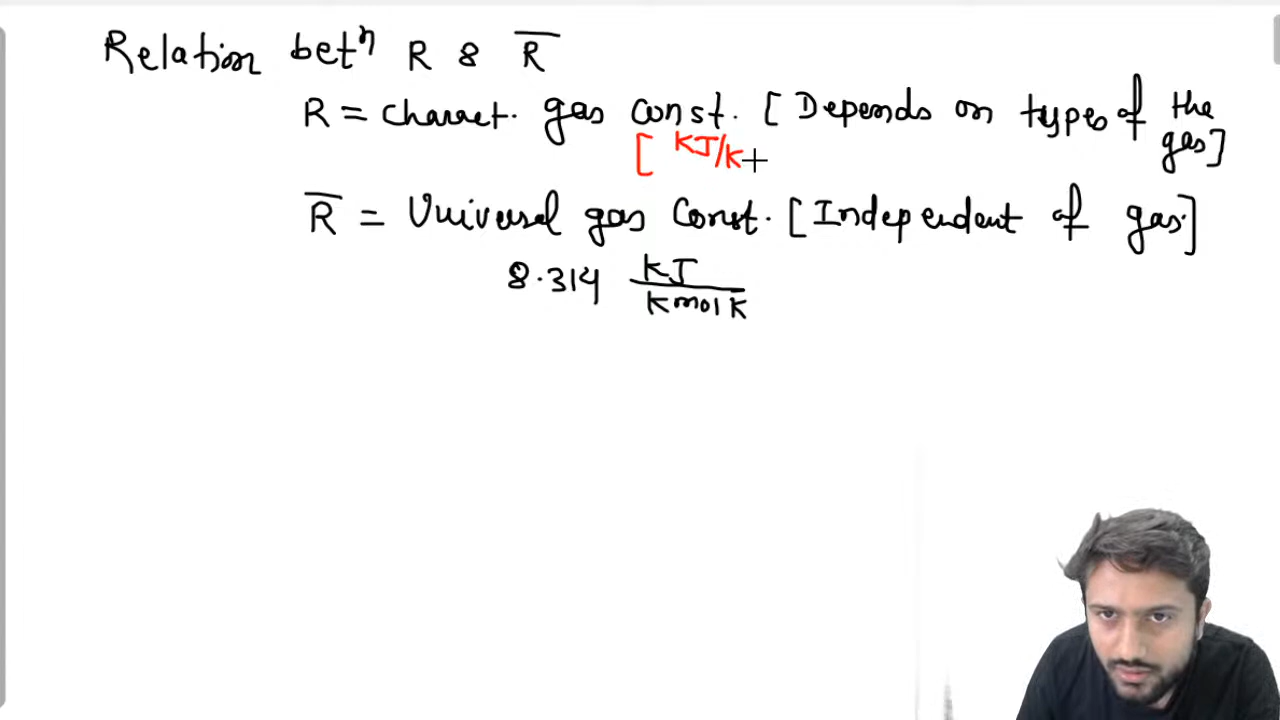 Relation betⁿ R & R̅
R = Charact. gas Const. [Depends on types of the gas]
[ KJ/K
R̅ = Universal gas Const. [Independent of gas.]
8.314 KJ/Kmol K